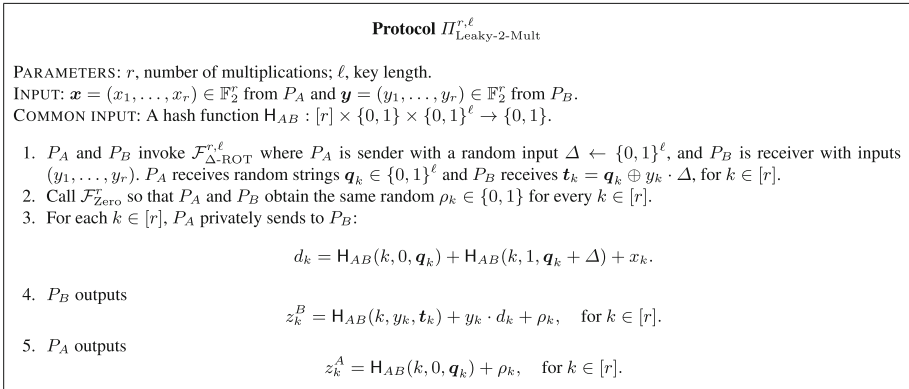 Protocol Π^{r,ℓ}_{Leaky-2-Mult}
PARAMETERS: r, number of multiplications; ℓ, key length.
INPUT: x = (x_1, . . . , x_r) ∈ 𝔽_2^r from P_A and y = (y_1, . . . , y_r) ∈ 𝔽_2^r from P_B.
COMMON INPUT: A hash function H_{AB} : [r] × {0, 1} × {0, 1}^ℓ → {0, 1}.
1. P_A and P_B invoke ℱ^{r,ℓ}_{Δ-ROT} where P_A is sender with a random input Δ ← {0, 1}^ℓ, and P_B is receiver with inputs
(y_1, . . . , y_r). P_A receives random strings q_k ∈ {0, 1}^ℓ and P_B receives t_k = q_k ⊕ y_k · Δ, for k ∈ [r].
2. Call ℱ^r_{Zero} so that P_A and P_B obtain the same random ρ_k ∈ {0, 1} for every k ∈ [r].
3. For each k ∈ [r], P_A privately sends to P_B:
d_k = H_{AB}(k, 0, q_k) + H_{AB}(k, 1, q_k + Δ) + x_k.
4. P_B outputs
z_k^B = H_{AB}(k, y_k, t_k) + y_k · d_k + ρ_k, for k ∈ [r].
5. P_A outputs
z_k^A = H_{AB}(k, 0, q_k) + ρ_k, for k ∈ [r].